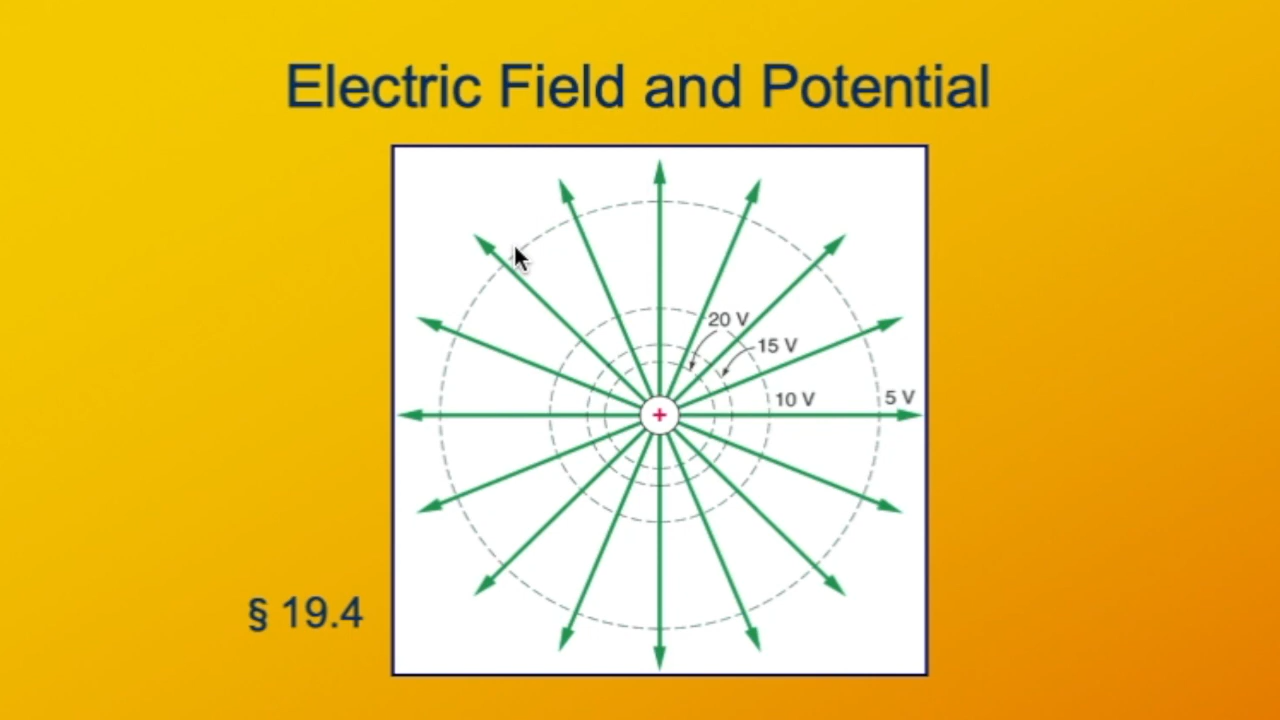 Electric Field and Potential
20 V
15 V
10 V
5 V
+
§ 19.4